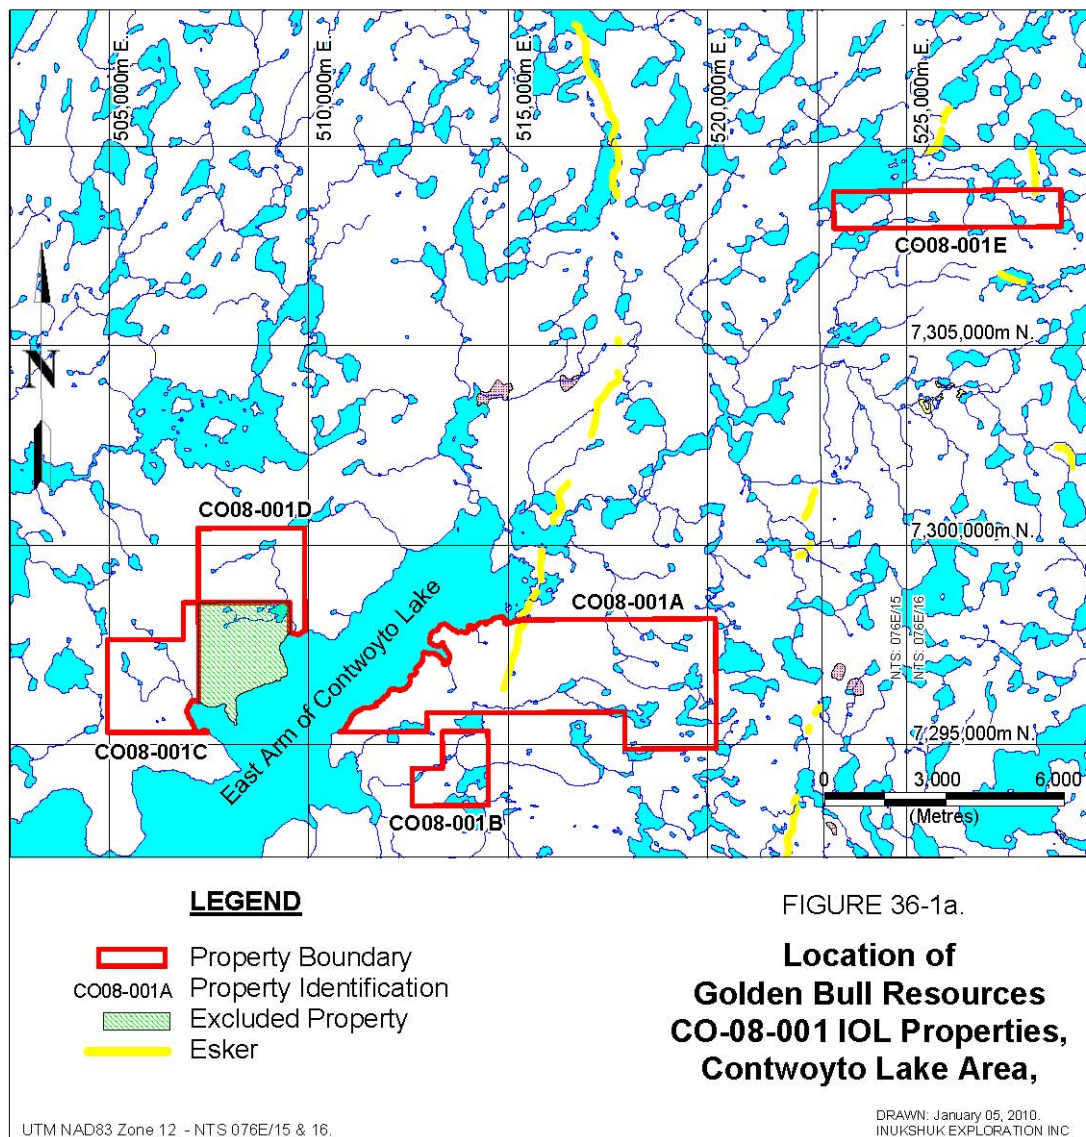 505,000m E.
510,000m E.
515,000m E.
520,000m E.
525,000m E.
CO08-001E
7,305,000m N.
N
CO08-001D
7,300,000m N.
CO08-001A
East Arm of Contwoyto Lake
NTS: 076E/15
NTS: 076E/16
7,295,000m N.
CO08-001C
CO08-001B
0 3,000 6,000
(Metres)
LEGEND
Property Boundary
CO08-001A Property Identification
Excluded Property
Esker
FIGURE 36-1a.
Location of
Golden Bull Resources
CO-08-001 IOL Properties,
Contwoyto Lake Area,
UTM NAD83 Zone 12 - NTS 076E/15 & 16.
DRAWN: January 05, 2010.
INUKSHUK EXPLORATION INC